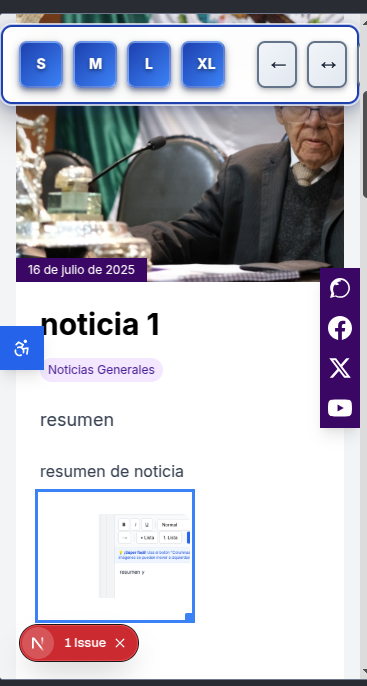 S M L XL ← ↔
16 de julio de 2025
noticia 1
Noticias Generales
resumen
resumen de noticia
B I U Normal
+ Lista 1. Lista
resumen y
N 1 Issue ×